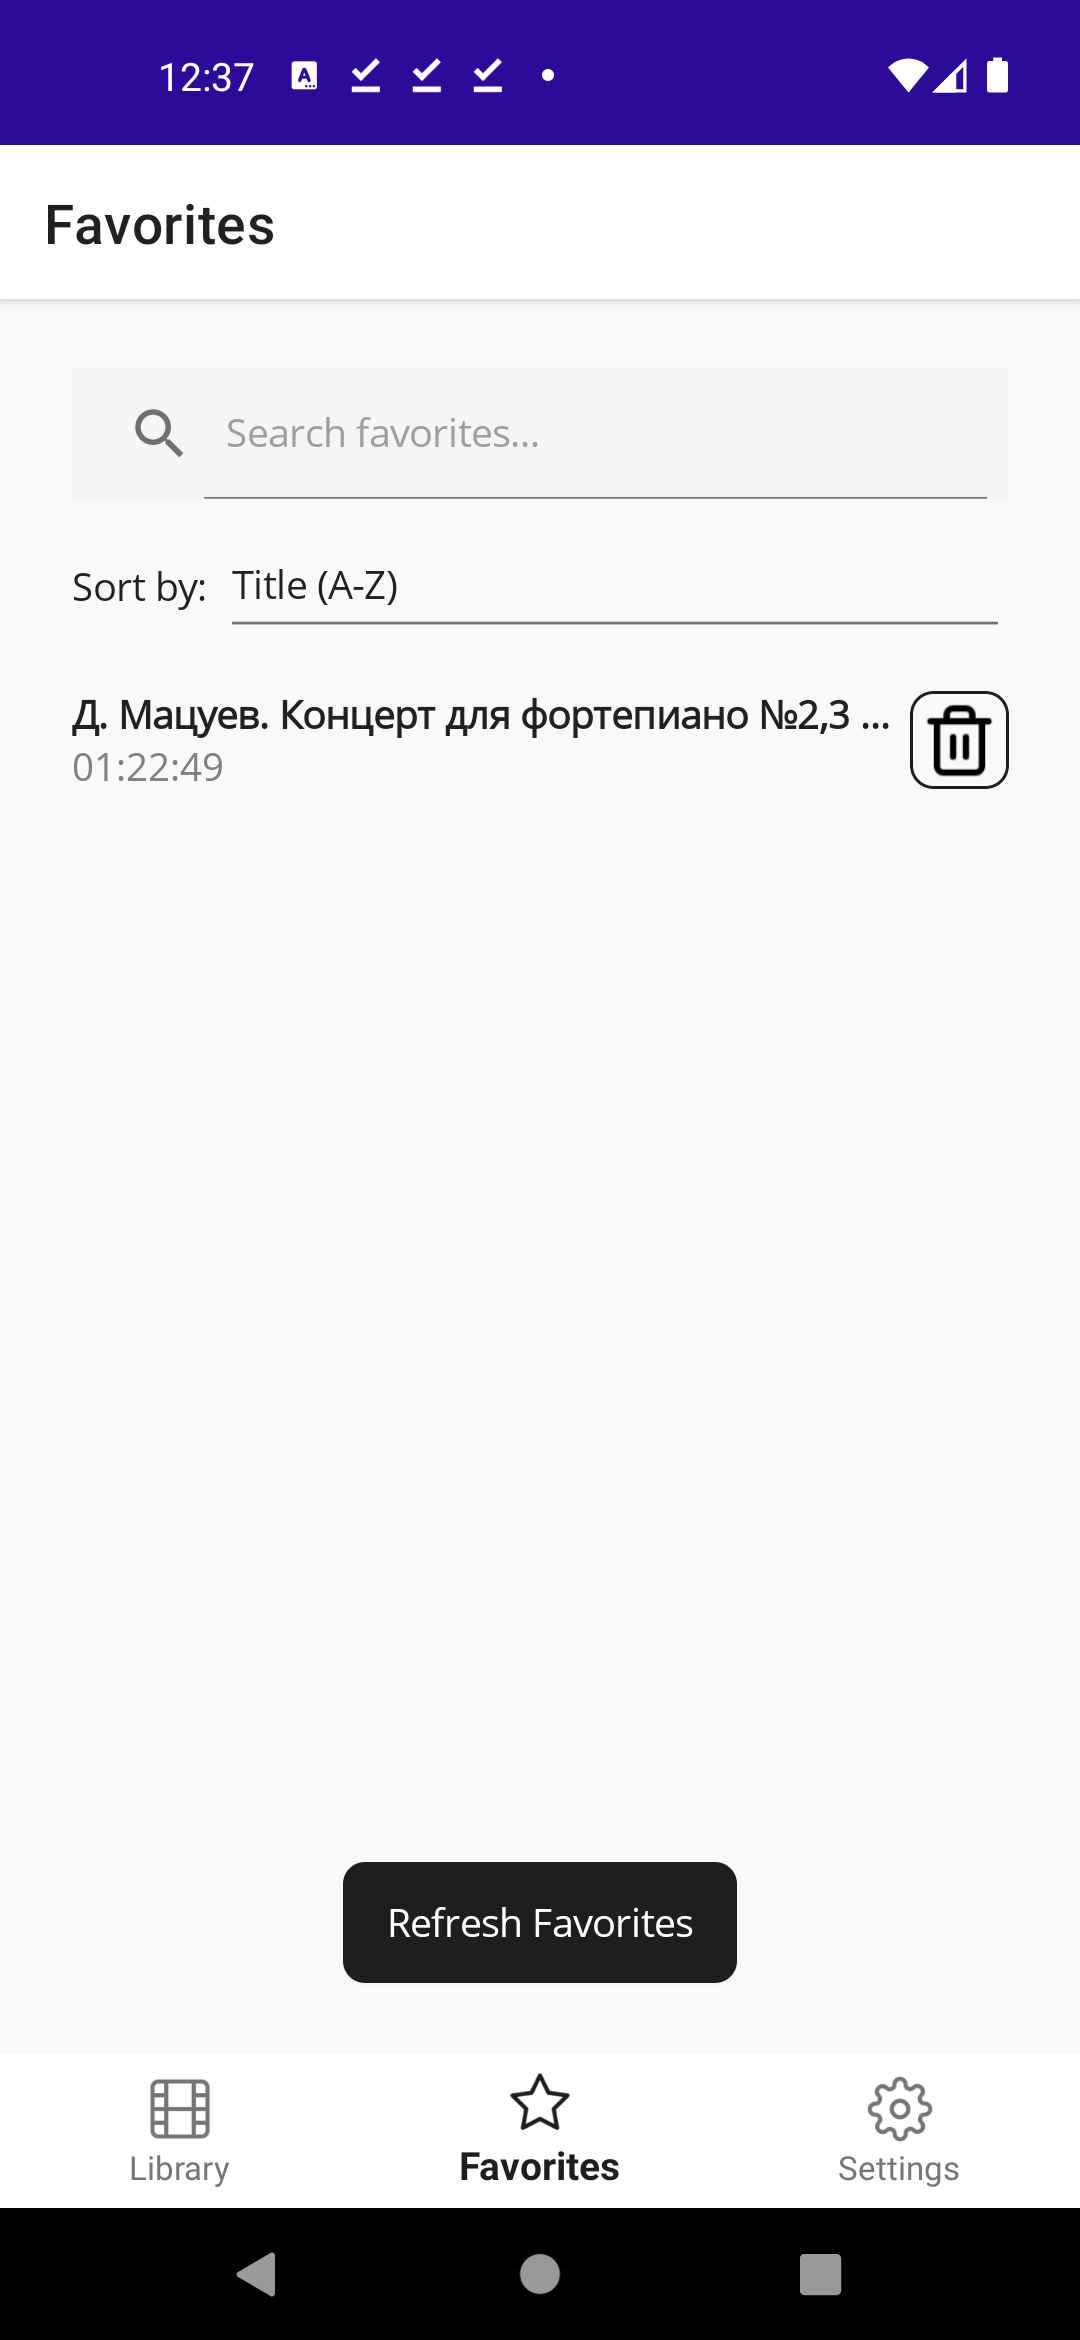 12:37
Favorites
Search favorites...
Sort by: Title (A-Z)
Д. Мацуев. Концерт для фортепиано №2,3 ...
01:22:49
Refresh Favorites
Library Favorites Settings